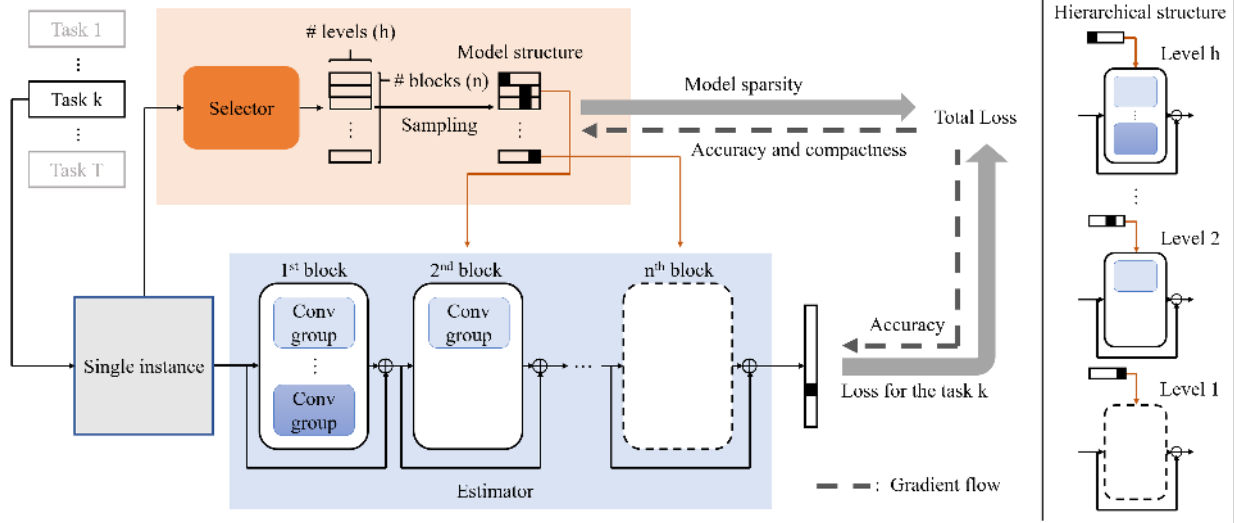 Task 1
⋮
Task k
⋮
Task T
Selector
# levels (h)
# blocks (n)
Sampling
⋮
Model structure
⋮
Model sparsity
Accuracy and compactness
Total Loss
Single instance
1st block
Conv
group
⋮
Conv
group
2nd block
Conv
group
...
nth block
Estimator
Accuracy
Loss for the task k
: Gradient flow
Hierarchical structure
Level h
⋮
Level 2
Level 1